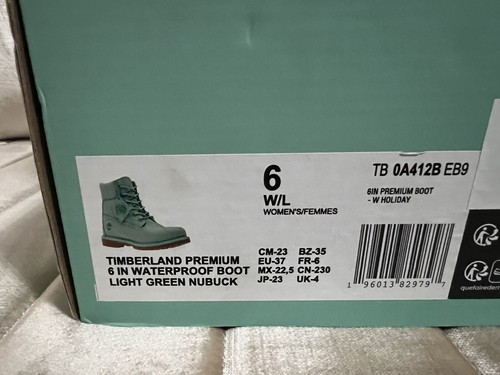 6
W/L
WOMEN'S/FEMMES
TB 0A412B EB9
6IN PREMIUM BOOT
- W HOLIDAY
TIMBERLAND PREMIUM
6 IN WATERPROOF BOOT
LIGHT GREEN NUBUCK
CM-23 BZ-35
EU-37 FR-6
MX-22,5 CN-230
JP-23 UK-4
1 96013 82979 7